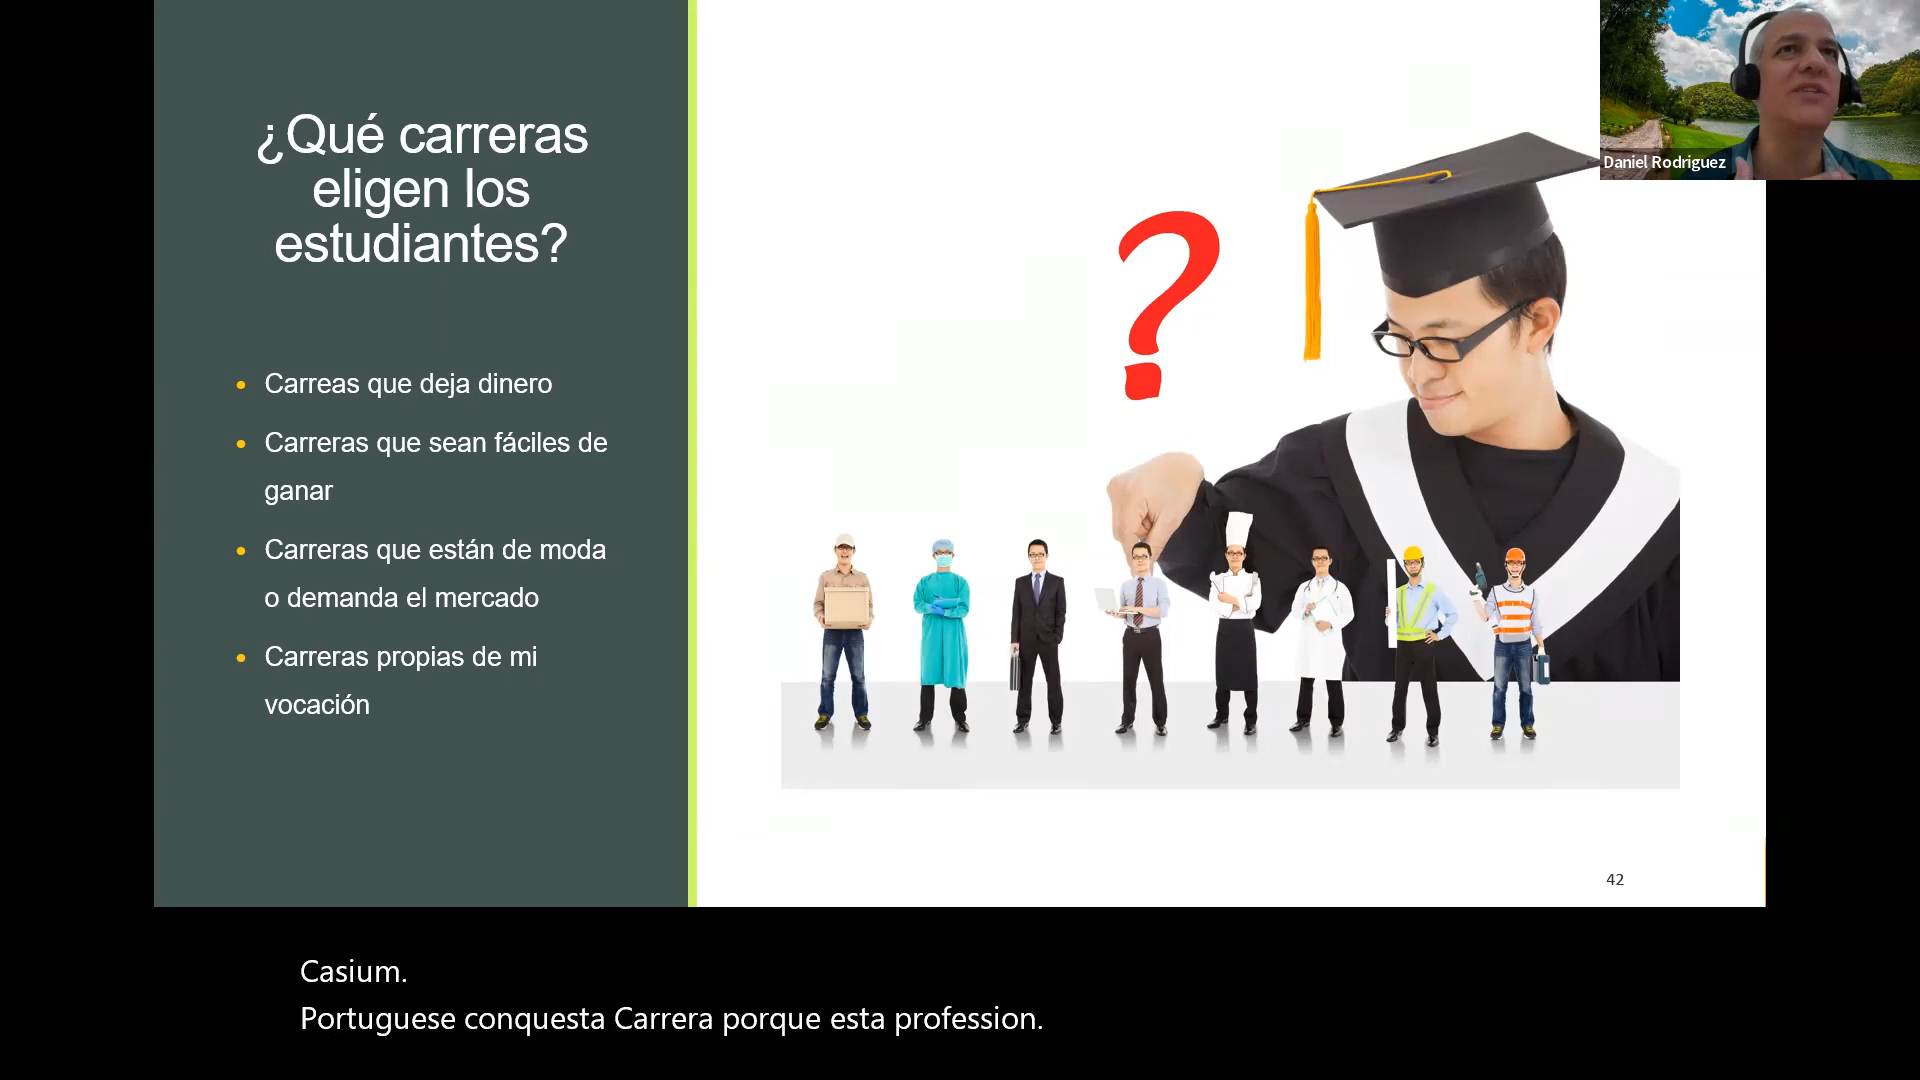 ¿Qué carreras
eligen los
estudiantes?
• Carreas que deja dinero
• Carreras que sean fáciles de
ganar
• Carreras que están de moda
o demanda el mercado
• Carreras propias de mi
vocación
?
Daniel Rodriguez
42
Casium.
Portuguese conquesta Carrera porque esta profession.